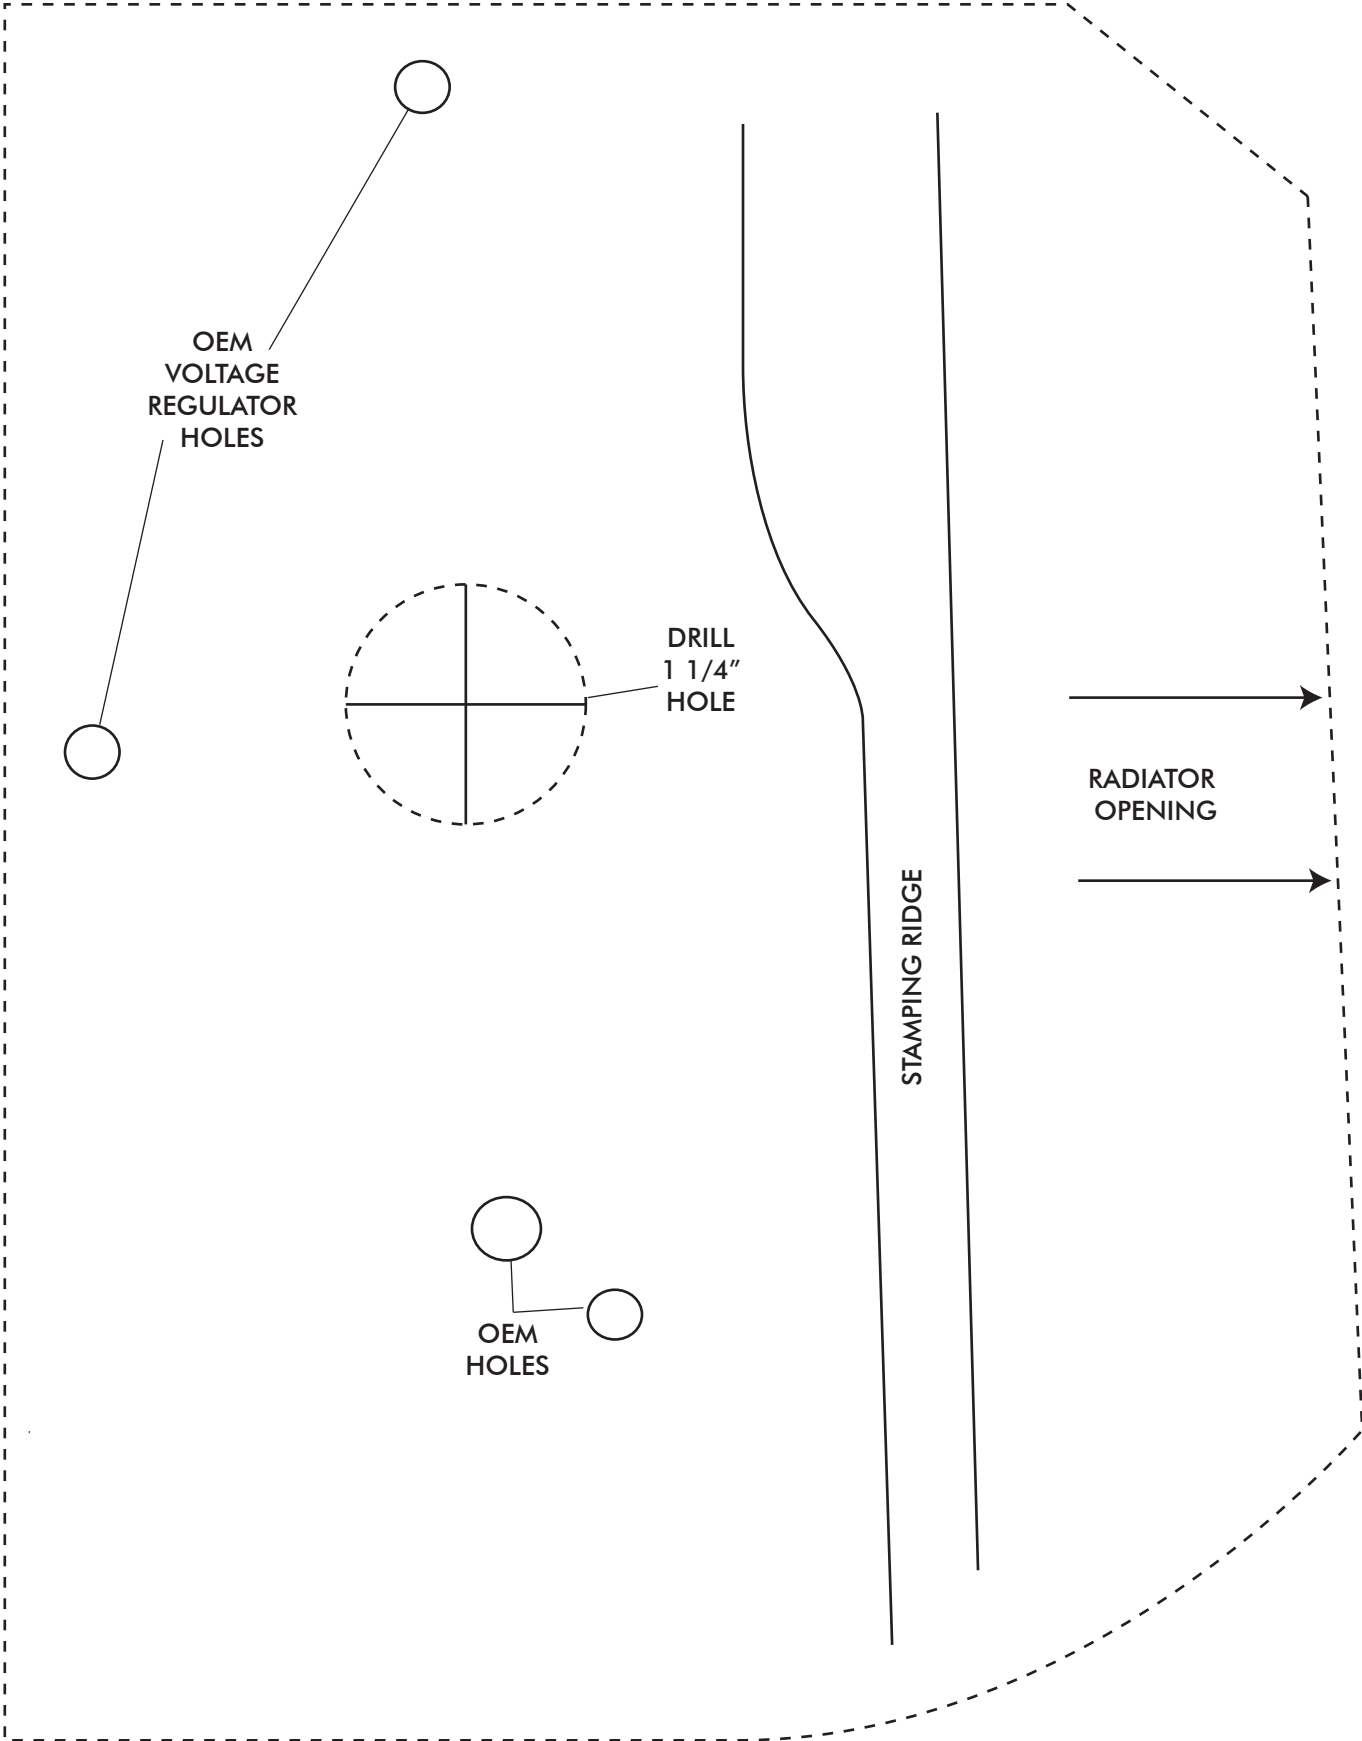 OEM
VOLTAGE
REGULATOR
HOLES
DRILL
1 1/4”
HOLE
RADIATOR
OPENING
STAMPING RIDGE
OEM
HOLES